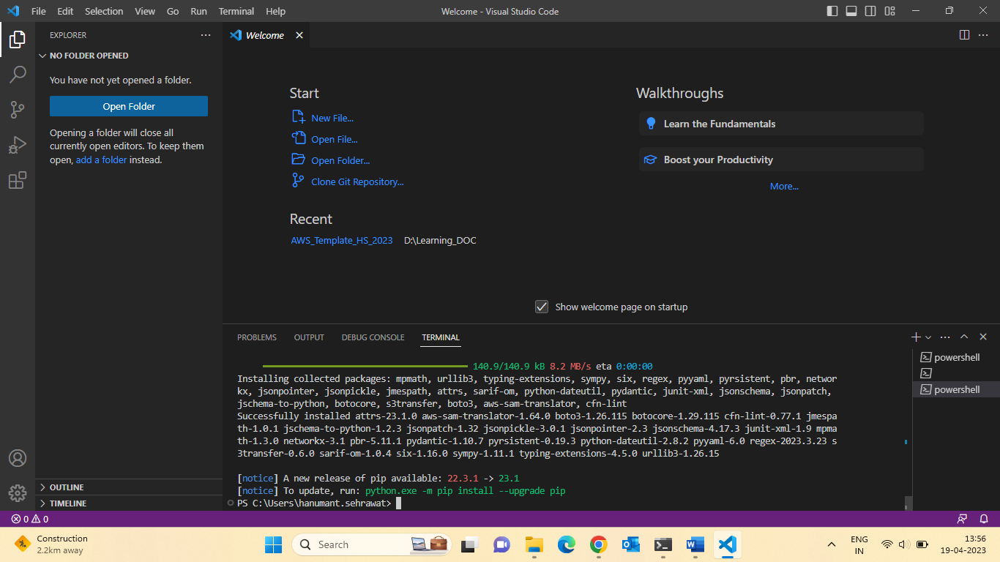 File Edit Selection View Go Run Terminal Help
Welcome - Visual Studio Code
EXPLORER
NO FOLDER OPENED
You have not yet opened a folder.
Open Folder
Opening a folder will close all
currently open editors. To keep them
open, add a folder instead.
OUTLINE
TIMELINE
Welcome
Start
New File...
Open File...
Open Folder...
Clone Git Repository...
Recent
AWS_Template_HS_2023 D:\Learning_DOC
Walkthroughs
Learn the Fundamentals
Boost your Productivity
More...
Show welcome page on startup
PROBLEMS OUTPUT DEBUG CONSOLE TERMINAL
140.9/140.9 kB 8.2 MB/s eta 0:00:00
Installing collected packages: mpmath, urllib3, typing-extensions, sympy, six, regex, pyyaml, pyrsistent, pbr, networ
kx, jsonpointer, jsonpickle, jmespath, attrs, sarif-om, python-dateutil, pydantic, junit-xml, jsonschema, jsonpatch,
jschema-to-python, botocore, s3transfer, boto3, aws-sam-translator, cfn-lint
Successfully installed attrs-23.1.0 aws-sam-translator-1.64.0 boto3-1.26.115 botocore-1.29.115 cfn-lint-0.77.1 jmespa
th-1.0.1 jschema-to-python-1.2.3 jsonpatch-1.32 jsonpickle-3.0.1 jsonpointer-2.3 jsonschema-4.17.3 junit-xml-1.9 mpma
th-1.3.0 networkx-3.1 pbr-5.11.1 pydantic-1.10.7 pyrsistent-0.19.3 python-dateutil-2.8.2 pyyaml-6.0 regex-2023.3.23 s
3transfer-0.6.0 sarif-om-1.0.4 six-1.16.0 sympy-1.11.1 typing-extensions-4.5.0 urllib3-1.26.15
[notice] A new release of pip available: 22.3.1 -> 23.1
[notice] To update, run: python.exe -m pip install --upgrade pip
PS C:\Users\hanumant.sehrawat>
powershell
powershell
0 0
Construction
2.2km away
Search
ENG
IN
13:56
19-04-2023